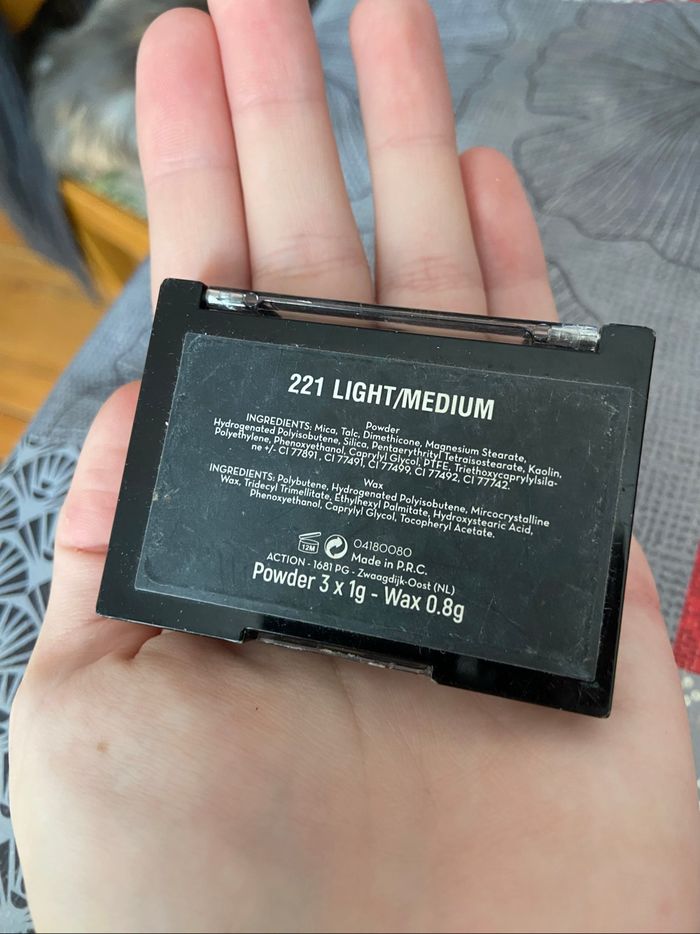 221 LIGHT/MEDIUM
Powder
INGREDIENTS: Mica, Talc, Dimethicone, Magnesium Stearate,
Hydrogenated Polyisobutene, Silica, Pentaerythrityl Tetraisostearate, Kaolin,
Polyethylene, Phenoxyethanol, Caprylyl Glycol, PTFE, Triethoxycaprylylsila-
ne +/- CI 77891, CI 77491, CI 77499, CI 77492, CI 77742.
Wax
INGREDIENTS: Polybutene, Hydrogenated Polyisobutene, Mircocrystalline
Wax, Tridecyl Trimellitate, Ethylhexyl Palmitate, Hydroxystearic Acid,
Phenoxyethanol, Caprylyl Glycol, Tocopheryl Acetate.
12M 04180080
Made in P.R.C.
ACTION - 1681 PG - Zwaagdijk-Oost (NL)
Powder 3 x 1g - Wax 0.8g